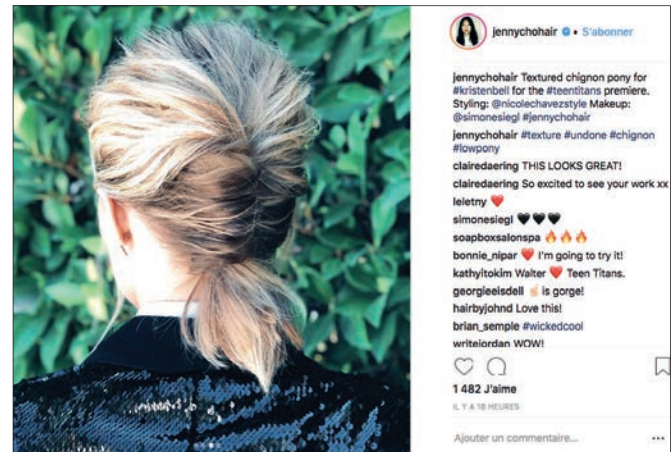 jennychohair • S'abonner
jennychohair Textured chignon pony for
#kristenbell for the #teentitans premiere.
Styling: @nicolechavezstyle Makeup:
@simonesiegl #jennychohair
jennychohair #texture #undone #chignon
#lowpony
clairedaering THIS LOOKS GREAT!
clairedaering So excited to see your work xx
leletny ❤️
simonesiegl 🖤🖤🖤
soapboxsalonspa 🔥🔥🔥
bonnie_nipar ❤️ I'm going to try it!
kathyitokim Walter ❤️ Teen Titans.
georgieeisdell ☝🏻 is gorge!
hairbyjohnd Love this!
brian_semple #wickedcool
writejordan WOW!
1 482 J'aime
IL Y A 18 HEURES
Ajouter un commentaire...